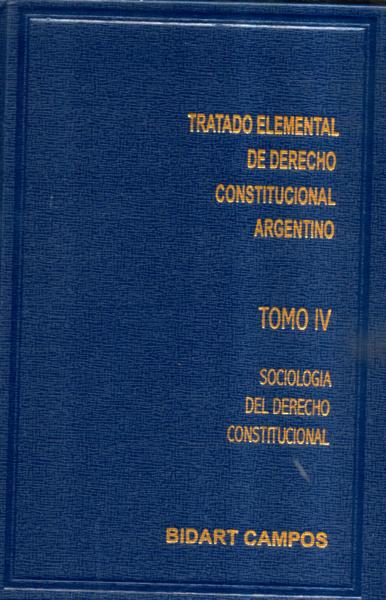 TRATADO ELEMENTAL
DE DERECHO
CONSTITUCIONAL
ARGENTINO
TOMO IV
SOCIOLOGIA
DEL DERECHO
CONSTITUCIONAL
BIDART CAMPOS